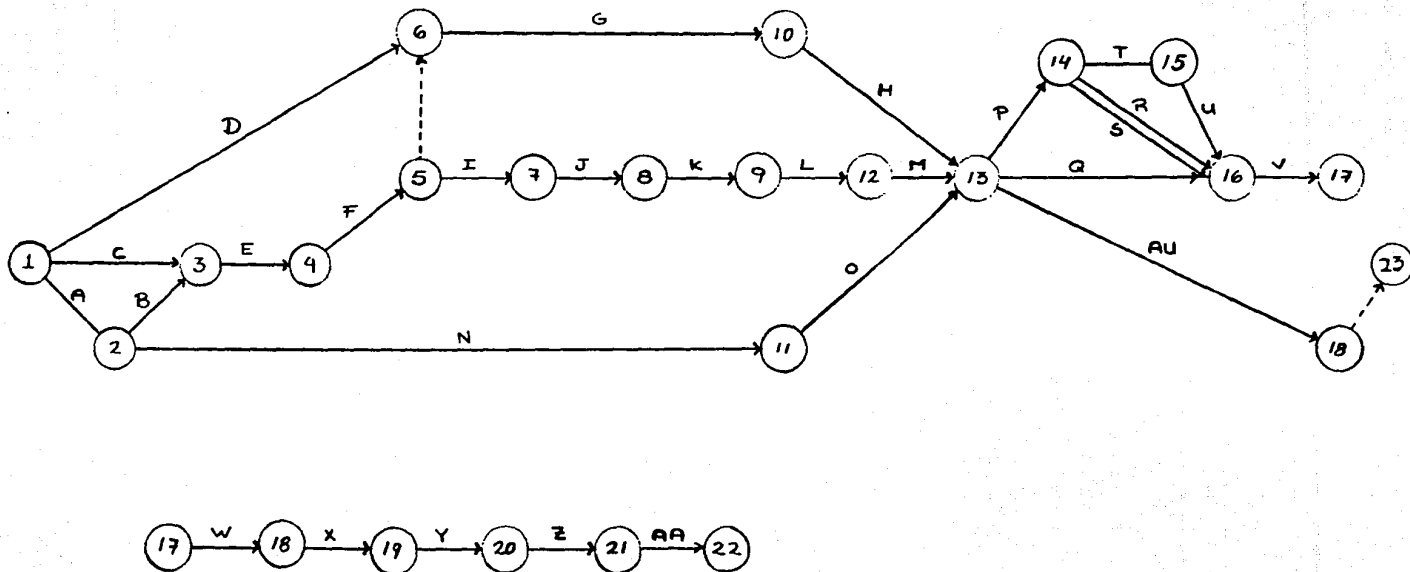 6 G 10
14 T 15
D H P R S U
5 I 7 J 8 K 9 L 12 M 13 Q 16 V 17
F
1 C 3 E 4 O AU 23
A B
2 N 11 18
17 W 18 X 19 Y 20 Z 21 AA 22